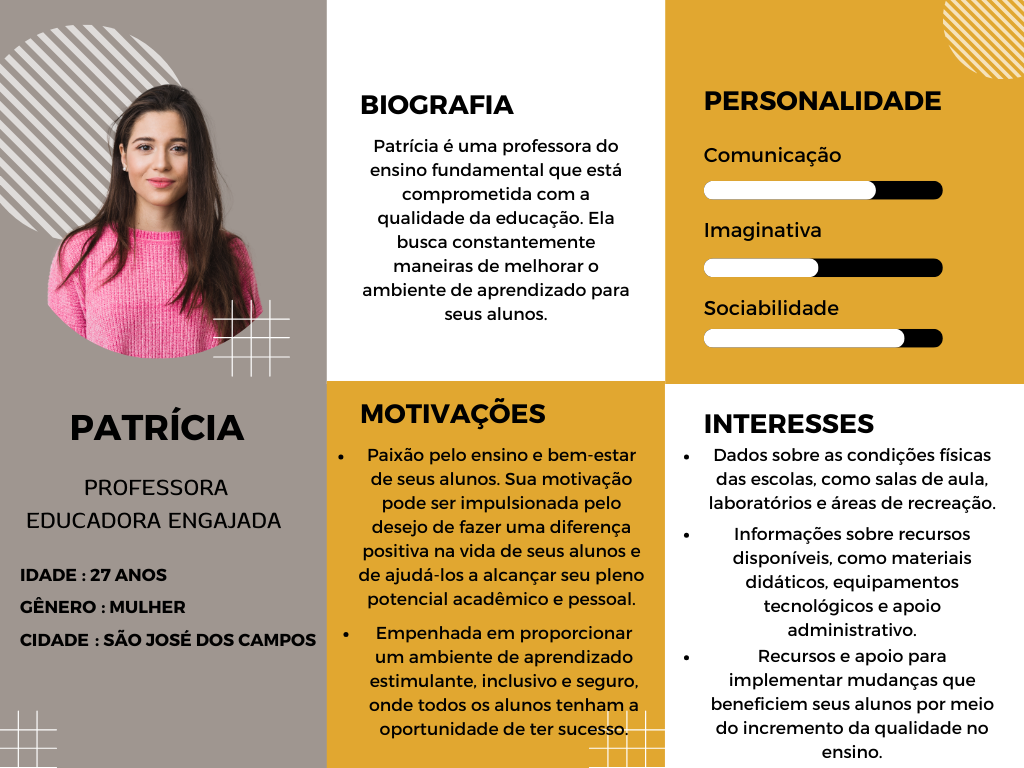 PATRÍCIA
PROFESSORA
EDUCADORA ENGAJADA
IDADE : 27 ANOS
GÊNERO : MULHER
CIDADE : SÃO JOSÉ DOS CAMPOS
BIOGRAFIA
Patrícia é uma professora do
ensino fundamental que está
comprometida com a
qualidade da educação. Ela
busca constantemente
maneiras de melhorar o
ambiente de aprendizado para
seus alunos.
PERSONALIDADE
Comunicação
Imaginativa
Sociabilidade
MOTIVAÇÕES
• Paixão pelo ensino e bem-estar
de seus alunos. Sua motivação
pode ser impulsionada pelo
desejo de fazer uma diferença
positiva na vida de seus alunos e
de ajudá-los a alcançar seu pleno
potencial acadêmico e pessoal.
• Empenhada em proporcionar
um ambiente de aprendizado
estimulante, inclusivo e seguro,
onde todos os alunos tenham a
oportunidade de ter sucesso.
INTERESSES
• Dados sobre as condições físicas
das escolas, como salas de aula,
laboratórios e áreas de recreação.
• Informações sobre recursos
disponíveis, como materiais
didáticos, equipamentos
tecnológicos e apoio
administrativo.
• Recursos e apoio para
implementar mudanças que
beneficiem seus alunos por meio
do incremento da qualidade no
ensino.